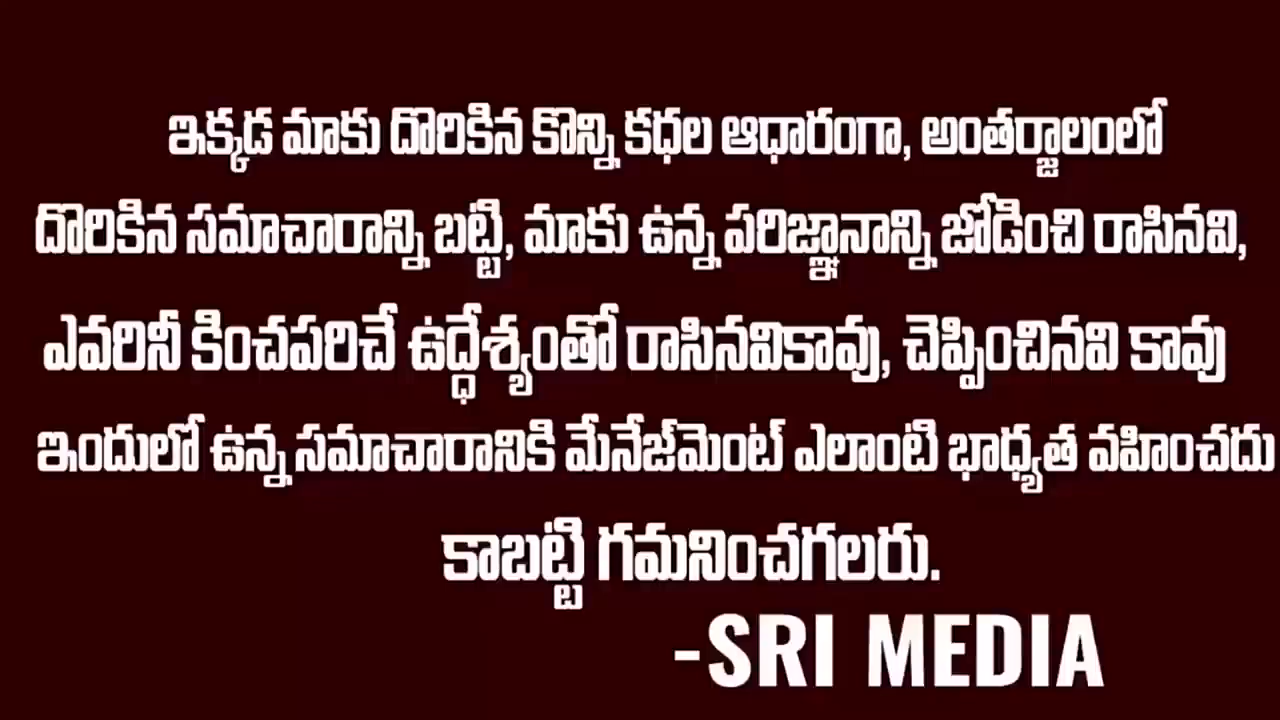 ఇక్కడ మాకు దొరికిన కొన్ని కధల ఆధారంగా, అంతర్జాలంలో
దొరికిన సమాచారాన్ని బట్టి, మాకు ఉన్న పరిజ్ఞానాన్ని జోడించి రాసినవి,
ఎవరినీ కించపరిచే ఉద్ధేశ్యంతో రాసినవికావు, చెప్పించినవి కావు
ఇందులో ఉన్న సమాచారానికి మేనేజ్‌మెంట్ ఎలాంటి భాధ్యత వహించదు
కాబట్టి గమనించగలరు.
-SRI MEDIA